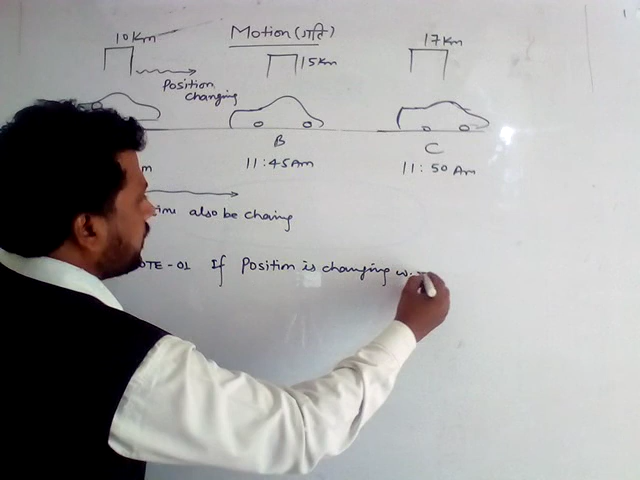 Motion (गति)
10 Km
15 Km
17 Km
Position
changing
B
C
11:45 Am
11:50 Am
also be chaing
If Position is changing